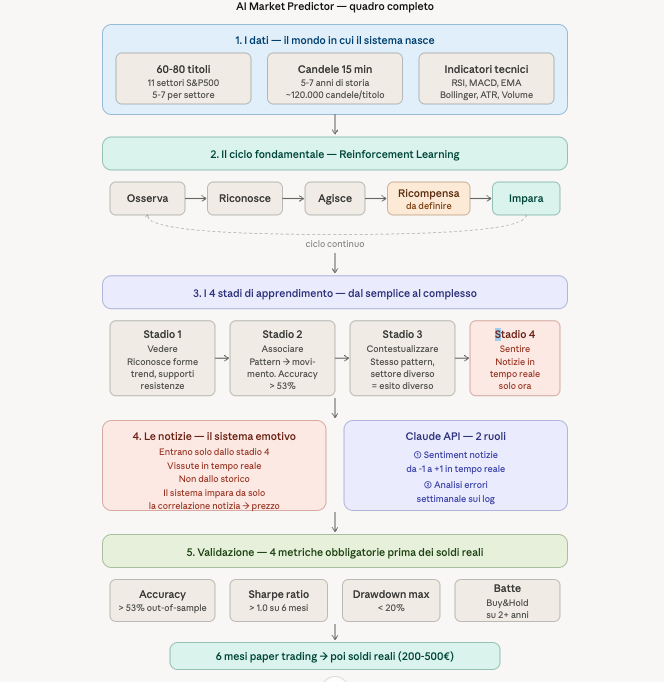 AI Market Predictor — quadro completo
1. I dati — il mondo in cui il sistema nasce
60-80 titoli
11 settori S&P500
5-7 per settore
Candele 15 min
5-7 anni di storia
~120.000 candele/titolo
Indicatori tecnici
RSI, MACD, EMA
Bollinger, ATR, Volume
2. Il ciclo fondamentale — Reinforcement Learning
Osserva
Riconosce
Agisce
Ricompensa
da definire
Impara
ciclo continuo
3. I 4 stadi di apprendimento — dal semplice al complesso
Stadio 1
Vedere
Riconosce forme
trend, supporti
resistenze
Stadio 2
Associare
Pattern → movi-
mento. Accuracy
> 53%
Stadio 3
Contestualizzare
Stesso pattern,
settore diverso
= esito diverso
Stadio 4
Sentire
Notizie in
tempo reale
solo ora
4. Le notizie — il sistema emotivo
Entrano solo dallo stadio 4
Vissute in tempo reale
Non dallo storico
Il sistema impara da solo
la correlazione notizia → prezzo
Claude API — 2 ruoli
① Sentiment notizie
da -1 a +1 in tempo reale
② Analisi errori
settimanale sui log
5. Validazione — 4 metriche obbligatorie prima dei soldi reali
Accuracy
> 53% out-of-sample
Sharpe ratio
> 1.0 su 6 mesi
Drawdown max
< 20%
Batte
Buy&Hold
su 2+ anni
6 mesi paper trading → poi soldi reali (200-500€)